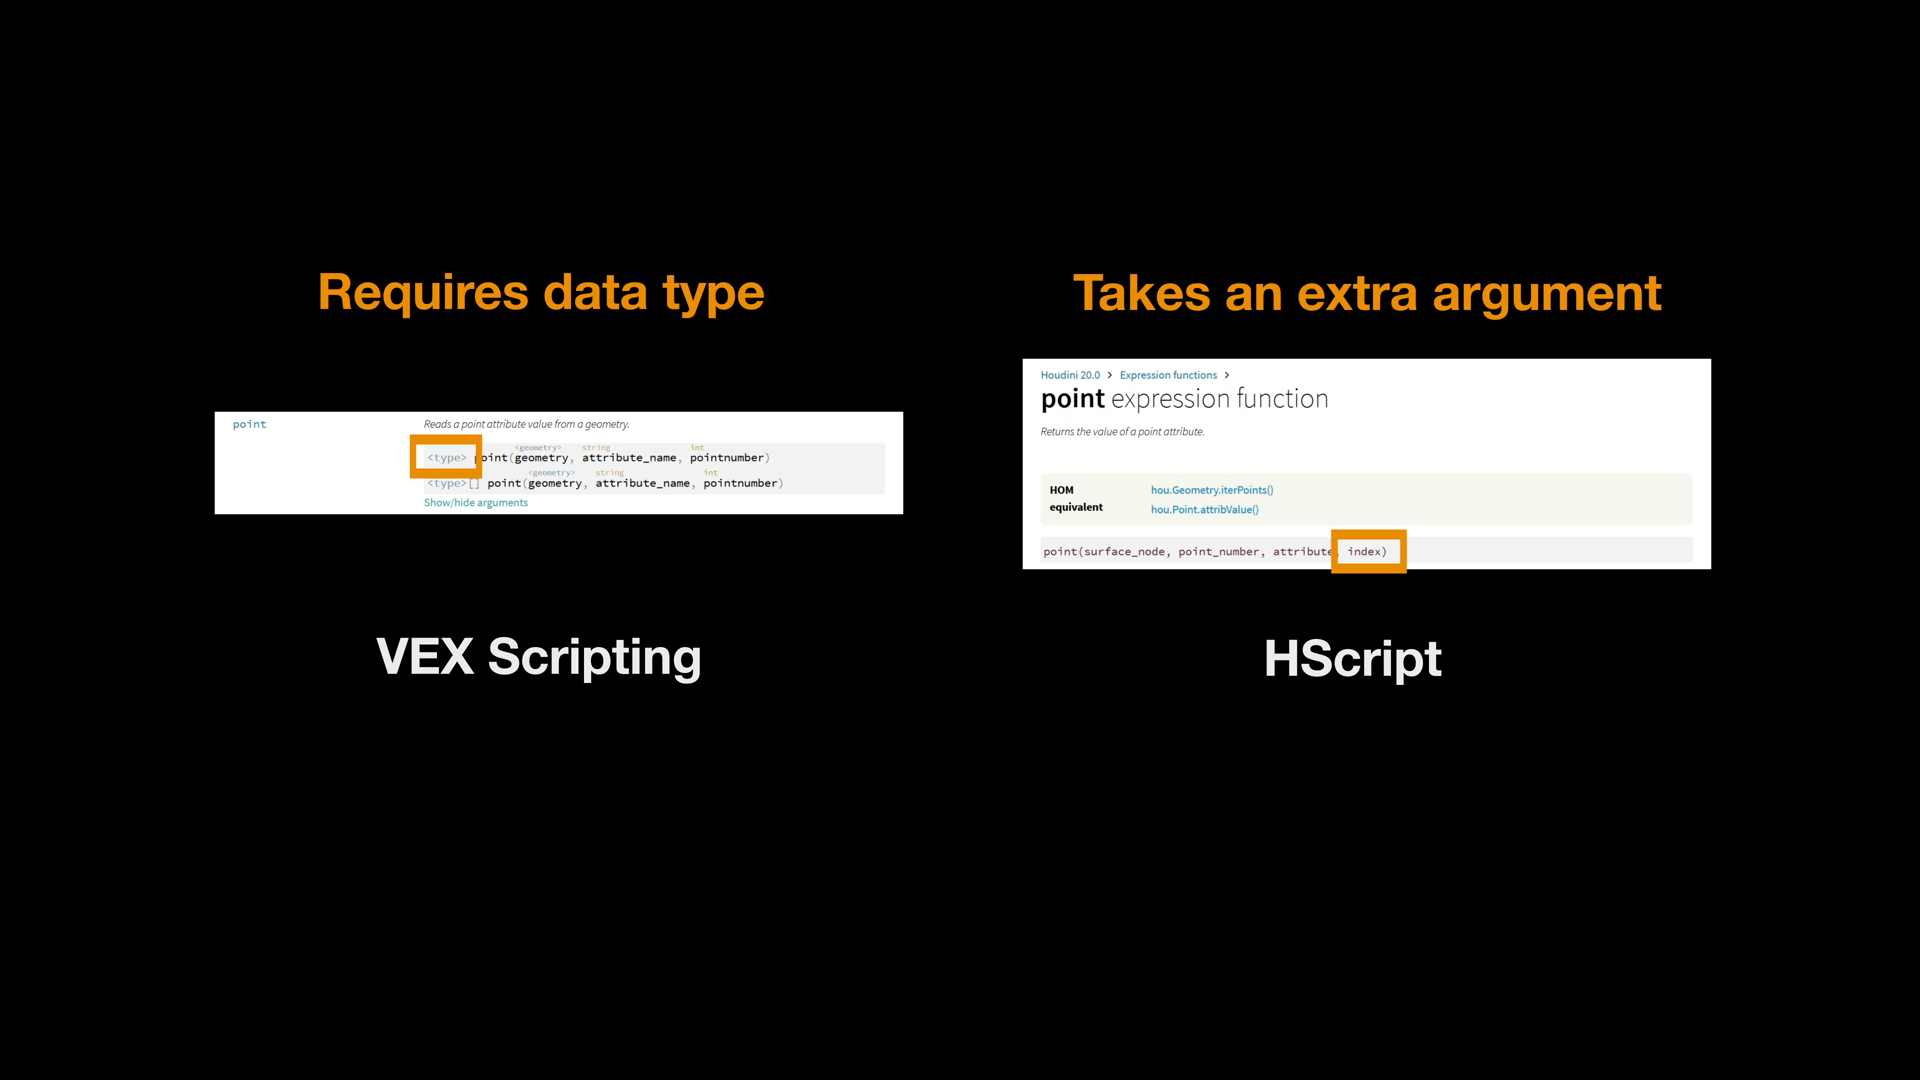 Requires data type
Takes an extra argument
point
Reads a point attribute value from a geometry.
<geometry> string int
<type> point(geometry, attribute_name, pointnumber)
<geometry> string int
<type>[] point(geometry, attribute_name, pointnumber)
Show/hide arguments
Houdini 20.0 > Expression functions >
point expression function
Returns the value of a point attribute.
HOM equivalent
hou.Geometry.iterPoints()
hou.Point.attribValue()
point(surface_node, point_number, attribute, index)
VEX Scripting
HScript